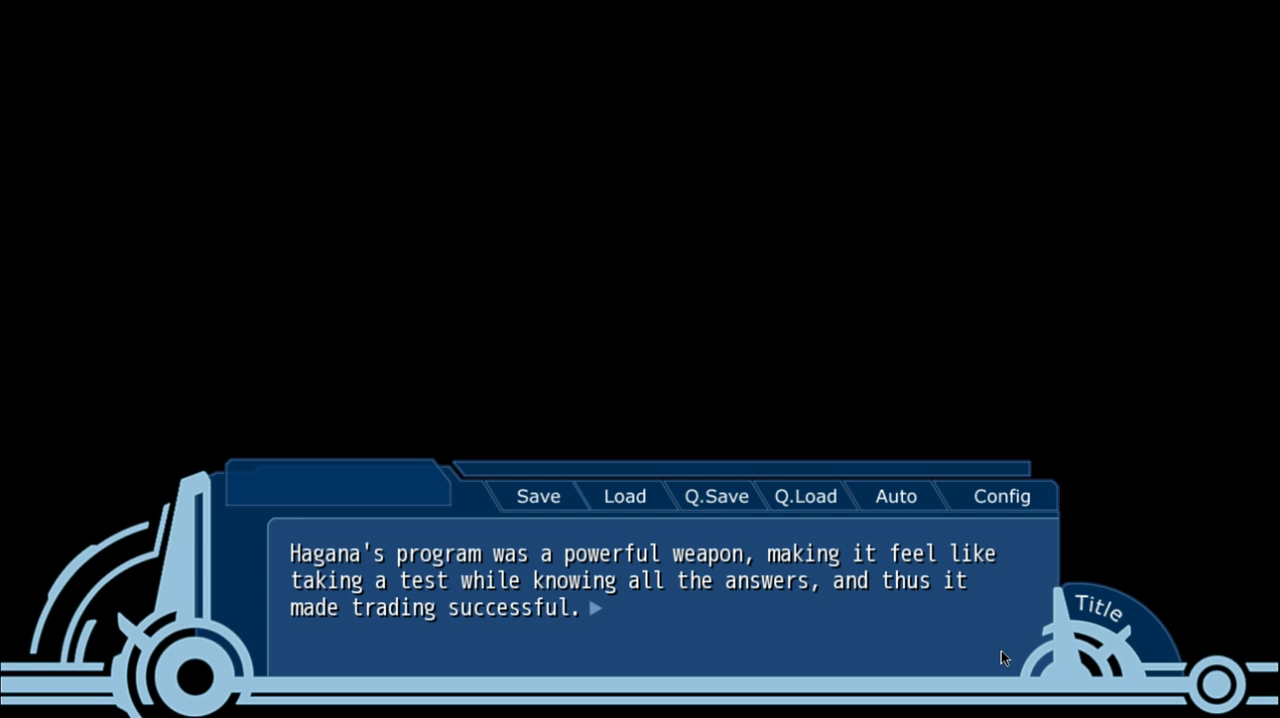 Save Load Q.Save Q.Load Auto Config
Hagana's program was a powerful weapon, making it feel like
taking a test while knowing all the answers, and thus it
made trading successful.
Title